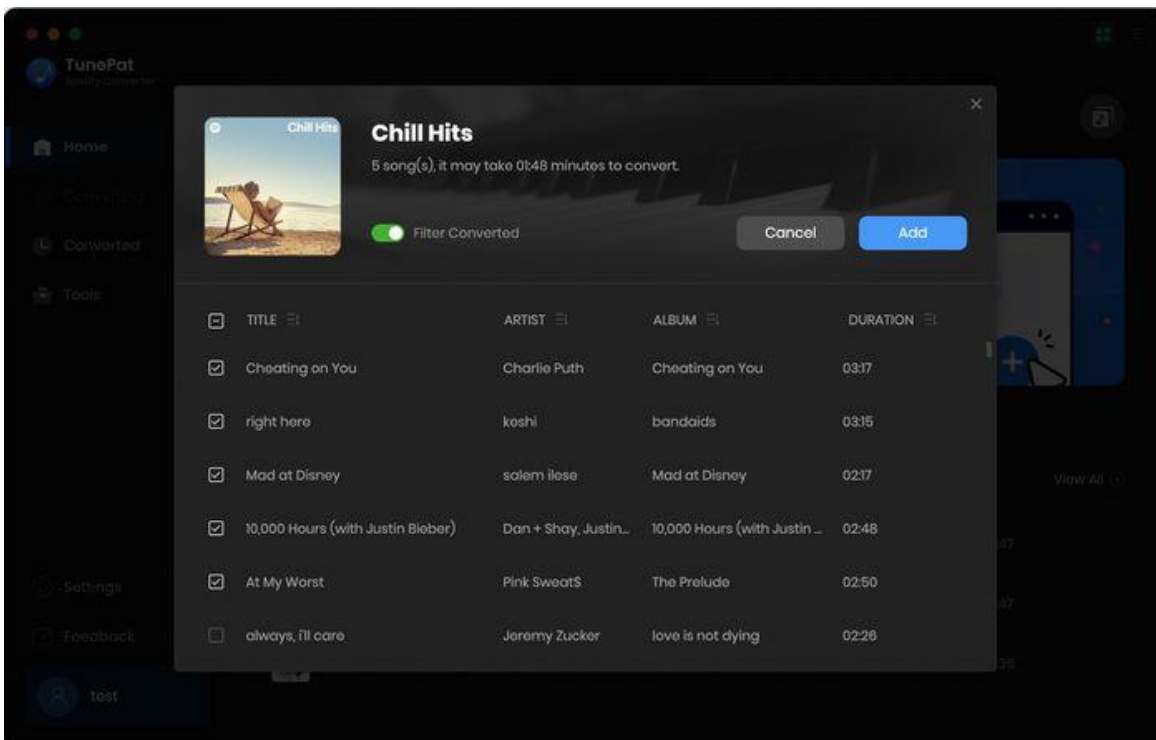 TunePat
Spotify Converter
Home
Converting
Converted
Tools
Settings
Feedback
test
Chill Hits
Chill Hits
5 song(s), it may take 01:48 minutes to convert.
Filter Converted
Cancel
Add
TITLE ARTIST ALBUM DURATION
Cheating on You Charlie Puth Cheating on You 03:17
right here keshi bandaids 03:15
Mad at Disney salem ilese Mad at Disney 02:17
10,000 Hours (with Justin Bieber) Dan + Shay, Justin... 10,000 Hours (with Justin ... 02:48
At My Worst Pink Sweat$ The Prelude 02:50
always, i'll care Jeremy Zucker love is not dying 02:26
View All